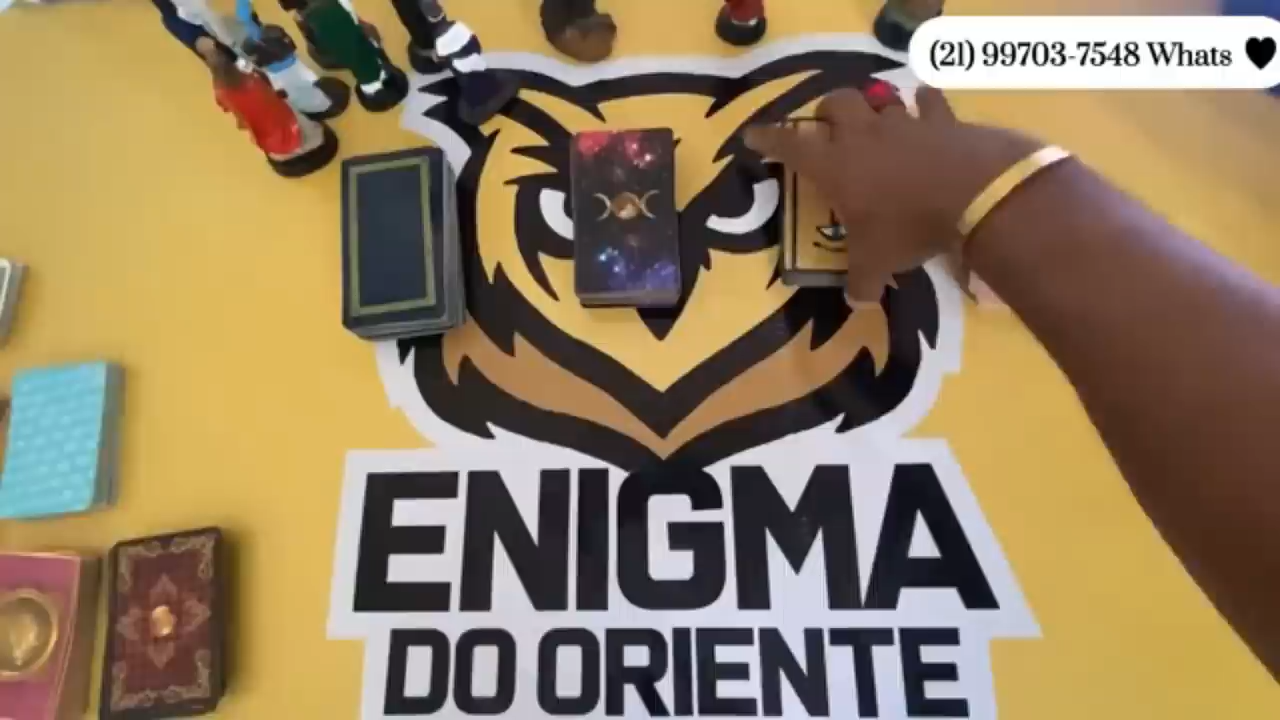 (21) 99703-7548 Whats 🖤
ENIGMA
DO ORIENTE